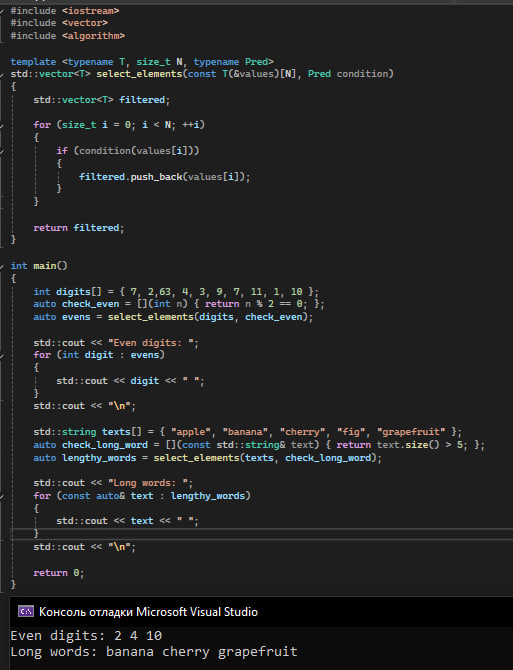 #include <iostream>
#include <vector>
#include <algorithm>

template <typename T, size_t N, typename Pred>
std::vector<T> select_elements(const T(&values)[N], Pred condition)
{
    std::vector<T> filtered;

    for (size_t i = 0; i < N; ++i)
    {
        if (condition(values[i]))
        {
            filtered.push_back(values[i]);
        }
    }

    return filtered;
}

int main()
{
    int digits[] = { 7, 2,63, 4, 3, 9, 7, 11, 1, 10 };
    auto check_even = [](int n) { return n % 2 == 0; };
    auto evens = select_elements(digits, check_even);

    std::cout << "Even digits: ";
    for (int digit : evens)
    {
        std::cout << digit << " ";
    }
    std::cout << "\n";

    std::string texts[] = { "apple", "banana", "cherry", "fig", "grapefruit" };
    auto check_long_word = [](const std::string& text) { return text.size() > 5; };
    auto lengthy_words = select_elements(texts, check_long_word);

    std::cout << "Long words: ";
    for (const auto& text : lengthy_words)
    {
        std::cout << text << " ";
    }
    std::cout << "\n";

    return 0;
}
Консоль отладки Microsoft Visual Studio
Even digits: 2 4 10
Long words: banana cherry grapefruit